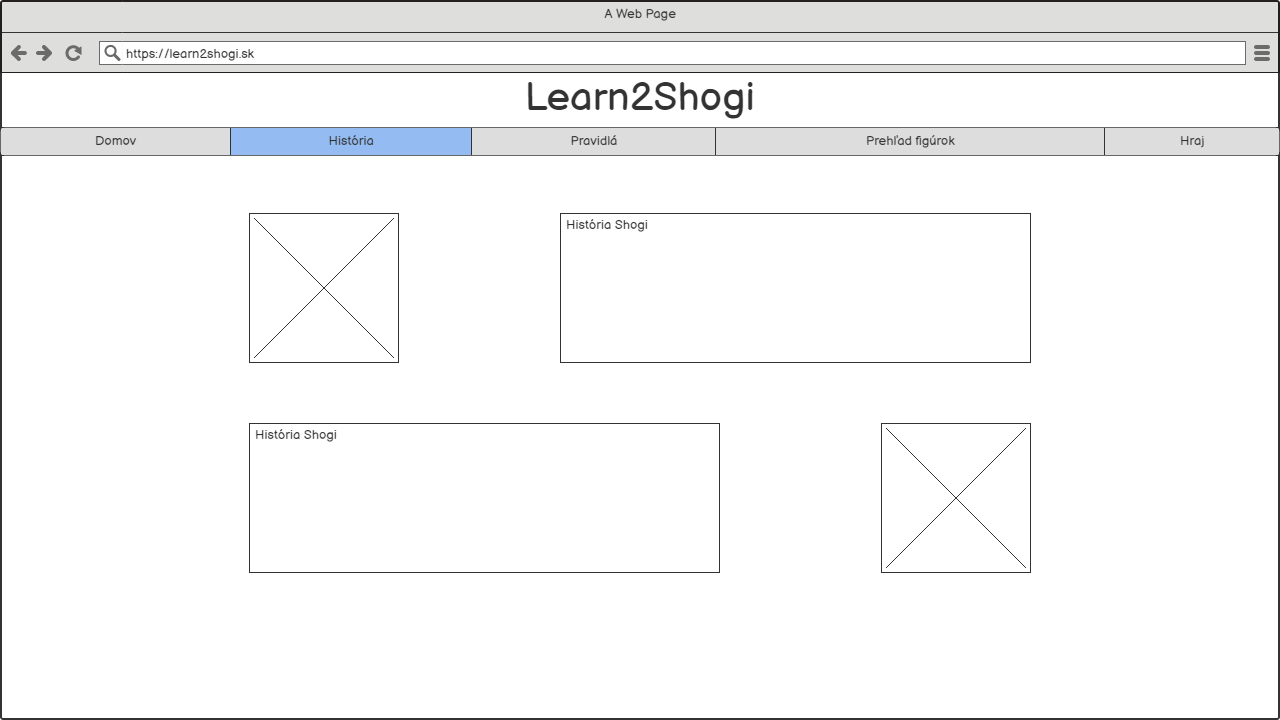 A Web Page
https://learn2shogi.sk
Learn2Shogi
Domov História Pravidlá Prehľad figúrok Hraj
História Shogi
História Shogi